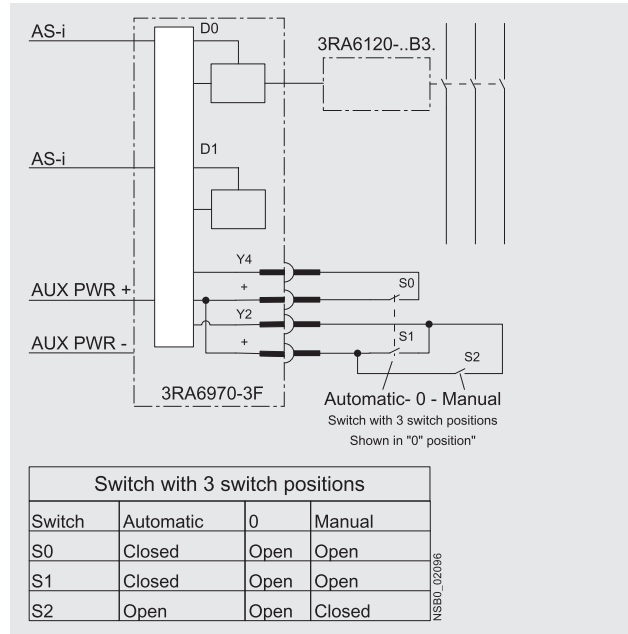 AS-i
D0
3RA6120-..B3.
AS-i
D1
Y4
+
S0
AUX PWR +
Y2
S1
AUX PWR -
+
S2
3RA6970-3F
Automatic- 0 - Manual
Switch with 3 switch positions
Shown in "0" position"
Switch with 3 switch positions
Switch Automatic 0 Manual
S0 Closed Open Open
S1 Closed Open Open
S2 Open Open Closed
NSB0_02096